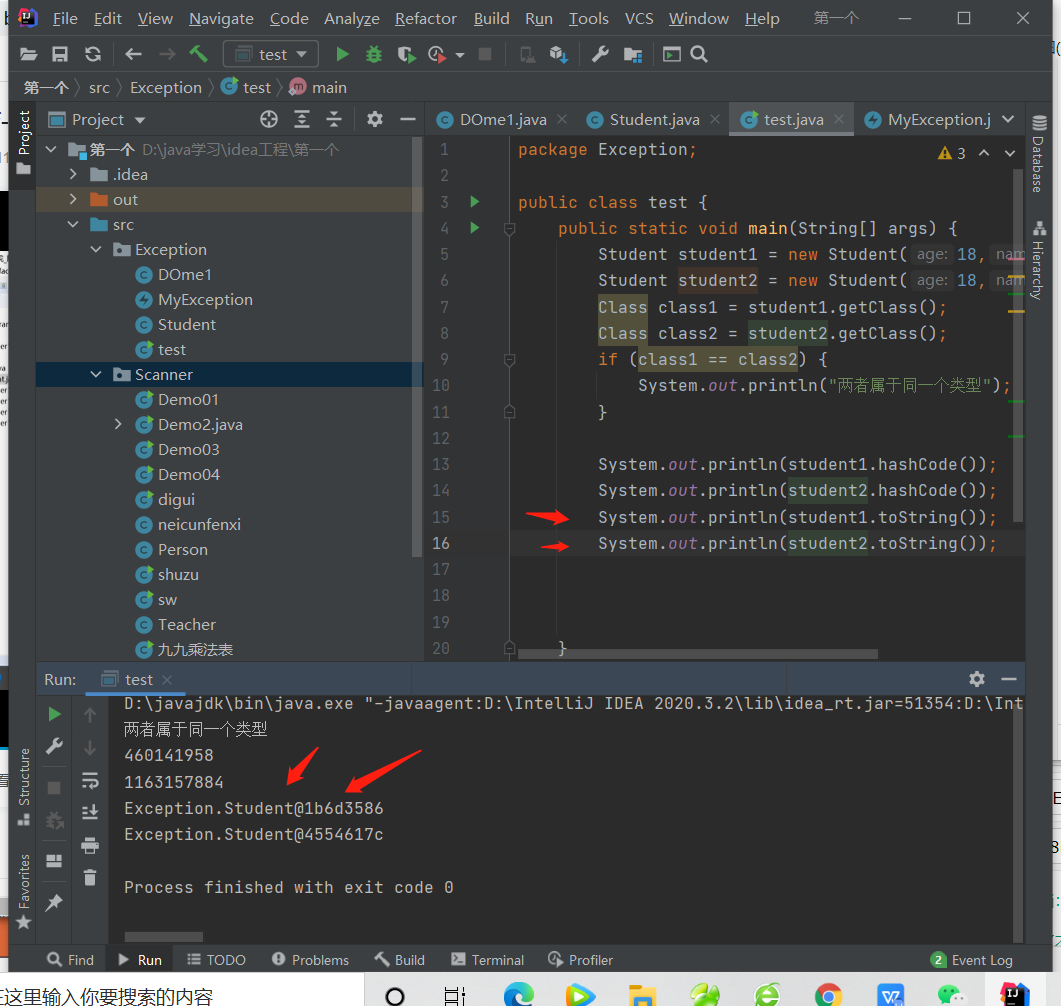 File Edit View Navigate Code Analyze Refactor Build Run Tools VCS Window Help 第一个
test
第一个 src Exception test main
Project
DOme1.java Student.java test.java MyException.j
Project
第一个 D:\java学习\idea工程\第一个
.idea
out
src
Exception
DOme1
MyException
Student
test
Scanner
Demo01
Demo2.java
Demo03
Demo04
digui
neicunfenxi
Person
shuzu
sw
Teacher
九九乘法表
3
1 package Exception;
2
3 public class test {
4 public static void main(String[] args) {
5 Student student1 = new Student( age: 18, nam
6 Student student2 = new Student( age: 18, nam
7 Class class1 = student1.getClass();
8 Class class2 = student2.getClass();
9 if (class1 == class2) {
10 System.out.println("两者属于同一个类型");
11 }
12
13 System.out.println(student1.hashCode());
14 System.out.println(student2.hashCode());
15 System.out.println(student1.toString());
16 System.out.println(student2.toString());
17
18
19
20 }
Database
Hierarchy
Run: test
D:\javajdk\bin\java.exe "-javaagent:D:\IntelliJ IDEA 2020.3.2\lib\idea_rt.jar=51354:D:\Int
两者属于同一个类型
460141958
1163157884
Exception.Student@1b6d3586
Exception.Student@4554617c
Process finished with exit code 0
Structure
Favorites
Find Run TODO Problems Build Terminal Profiler 2 Event Log
在这里输入你要搜索的内容